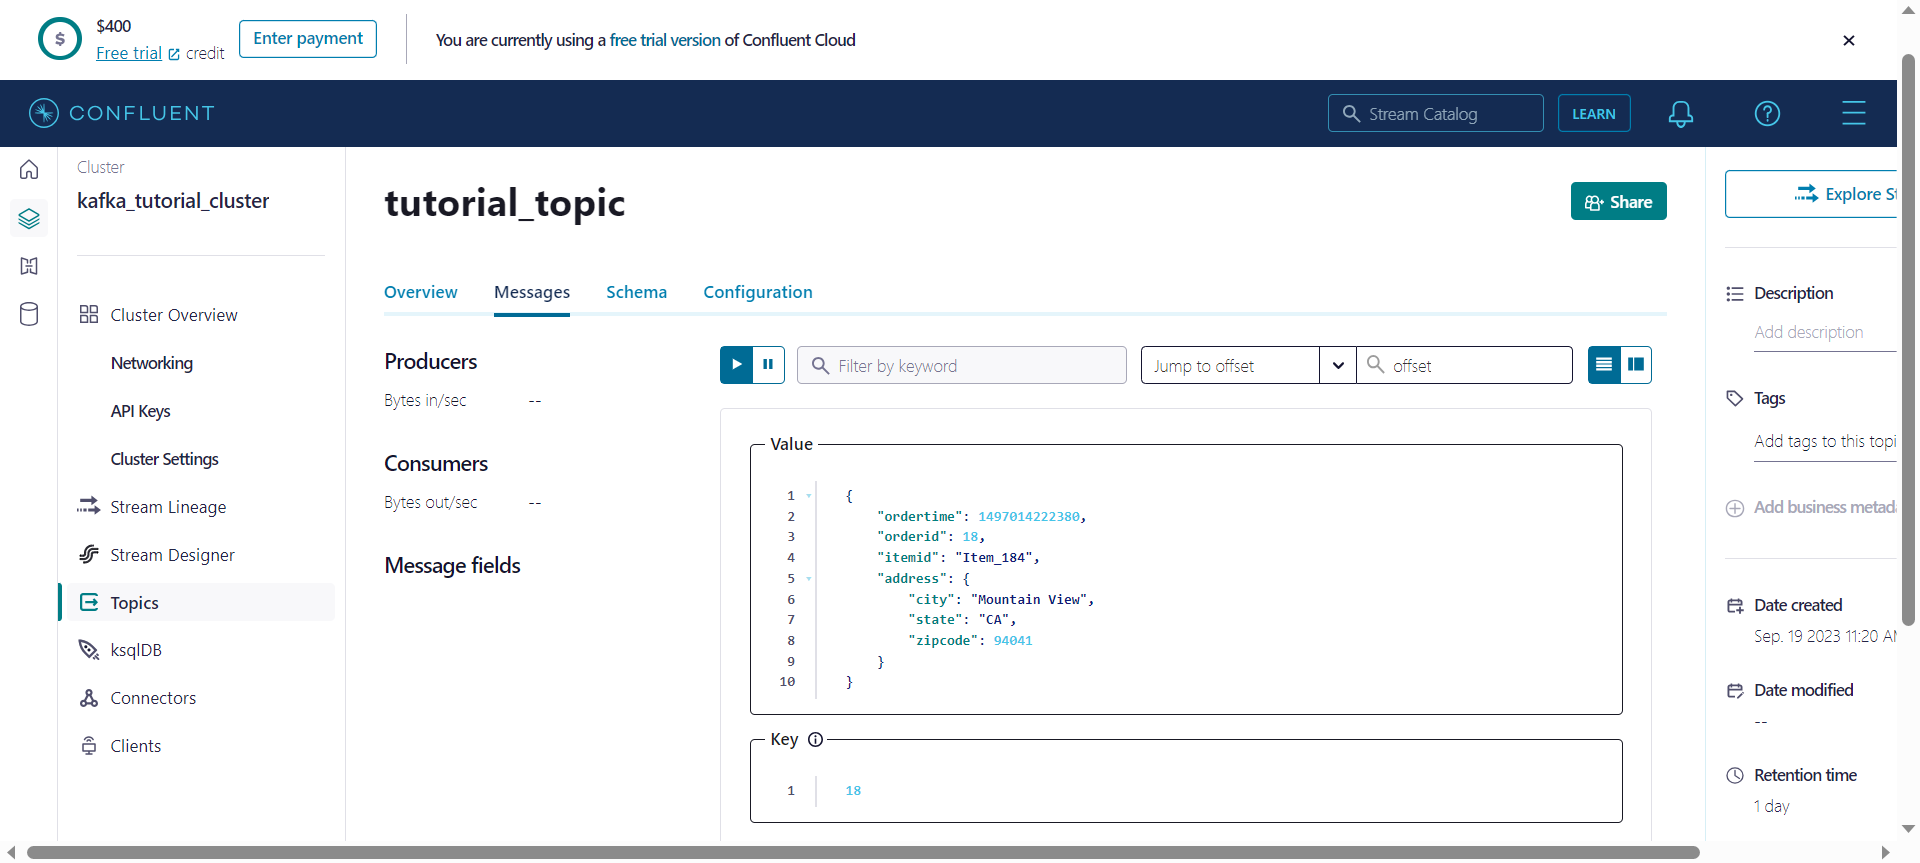 $400
Free trial credit
Enter payment
You are currently using a free trial version of Confluent Cloud
CONFLUENT
Stream Catalog
LEARN
Cluster
kafka_tutorial_cluster
Cluster Overview
Networking
API Keys
Cluster Settings
Stream Lineage
Stream Designer
Topics
ksqlDB
Connectors
Clients
tutorial_topic
Share
Overview
Messages
Schema
Configuration
Producers
Bytes in/sec --
Consumers
Bytes out/sec --
Message fields
Filter by keyword
Jump to offset
offset
Value
1 {
2 "ordertime": 1497014222380,
3 "orderid": 18,
4 "itemid": "Item_184",
5 "address": {
6 "city": "Mountain View",
7 "state": "CA",
8 "zipcode": 94041
9 }
10 }
Key
1 18
Explore St
Description
Add description
Tags
Add tags to this topi
Add business metada
Date created
Sep. 19 2023 11:20 AM
Date modified
--
Retention time
1 day